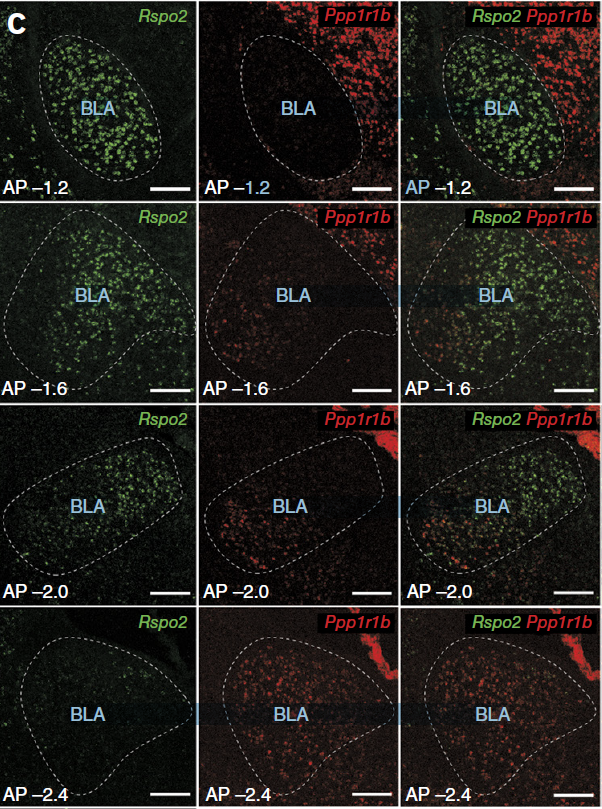 c
Rspo2
Ppp1r1b
Rspo2 Ppp1r1b
BLA
BLA
BLA
AP –1.2
AP –1.2
AP –1.2
Rspo2
Ppp1r1b
Rspo2 Ppp1r1b
BLA
BLA
BLA
AP –1.6
AP –1.6
AP –1.6
Rspo2
Ppp1r1b
Rspo2 Ppp1r1b
BLA
BLA
BLA
AP –2.0
AP –2.0
AP –2.0
Rspo2
Ppp1r1b
Rspo2 Ppp1r1b
BLA
BLA
BLA
AP –2.4
AP –2.4
AP –2.4